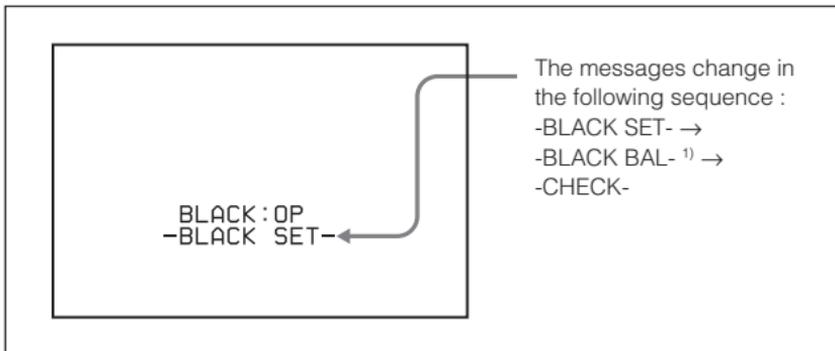 BLACK:OP
-BLACK SET-
The messages change in
the following sequence :
-BLACK SET- →
-BLACK BAL- 1) →
-CHECK-